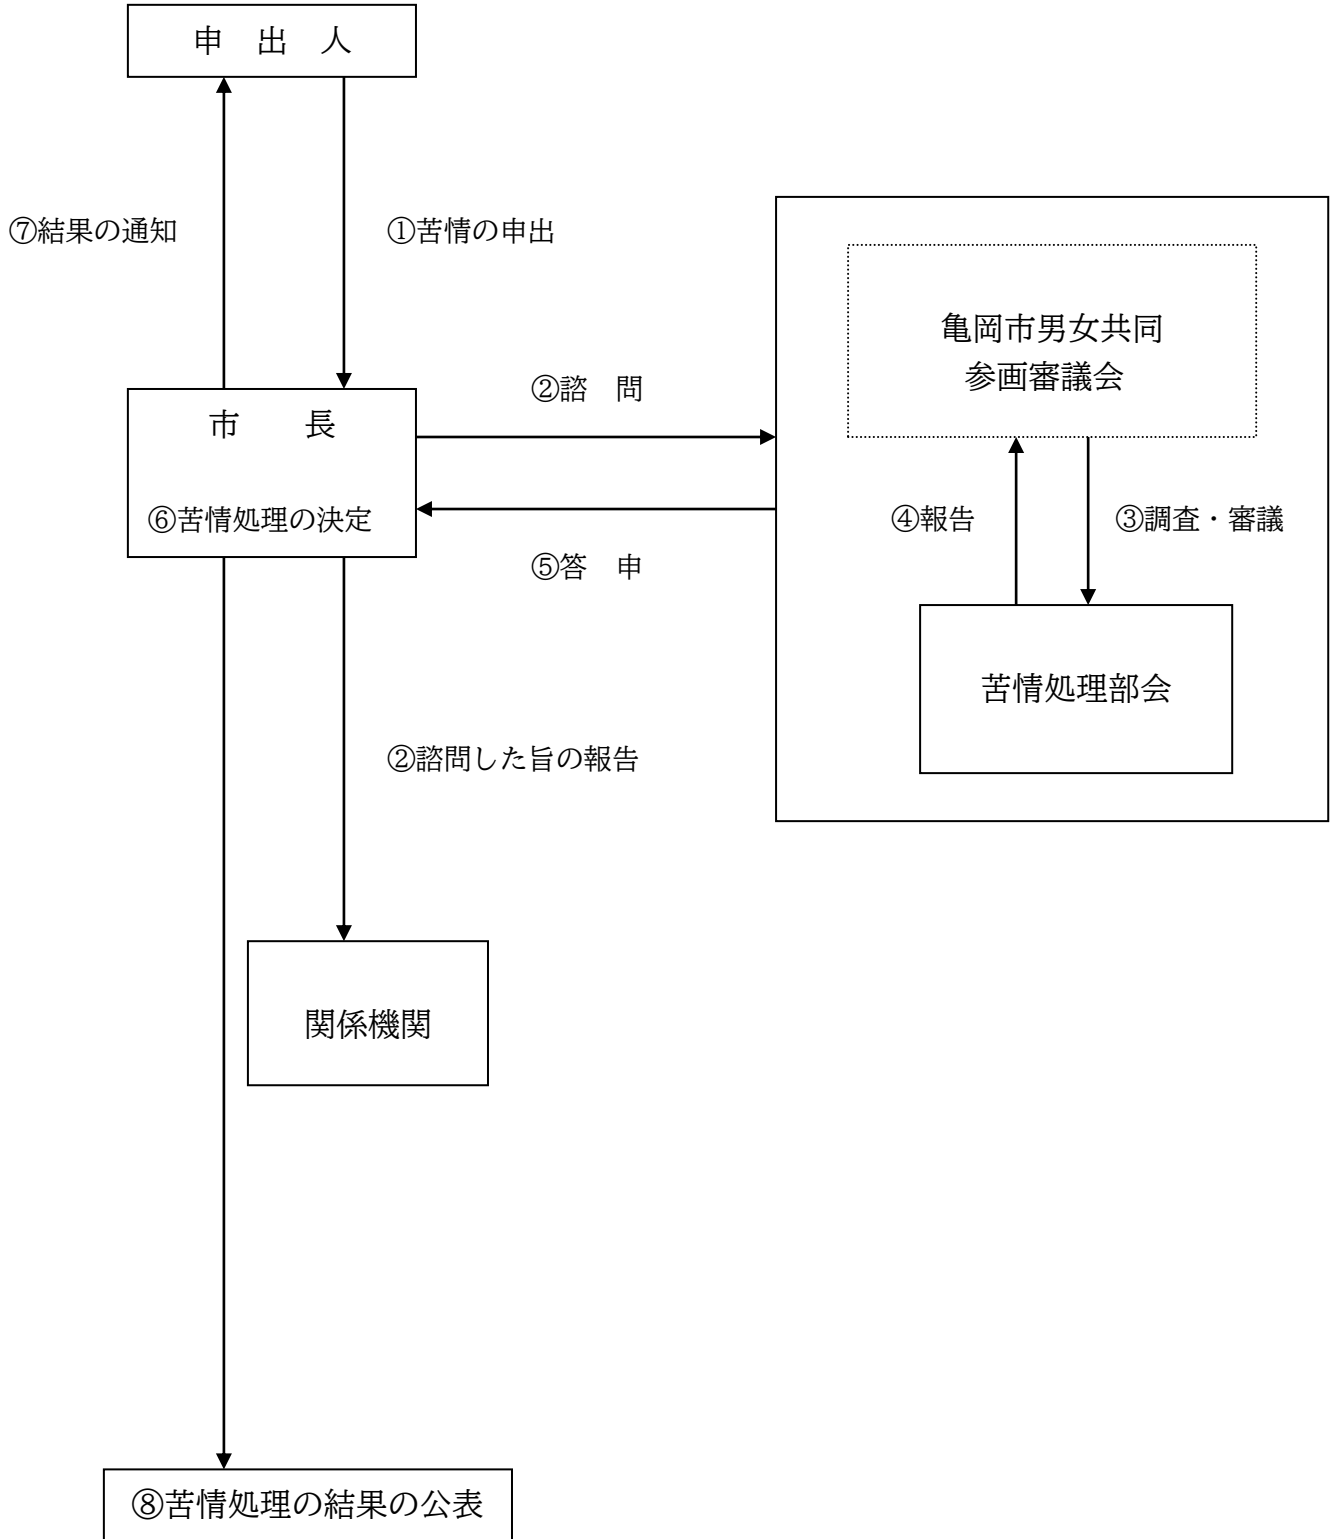 申　出　人
⑦結果の通知
①苦情の申出
亀岡市男女共同
参画審議会
②諮　問
市　　長
⑥苦情処理の決定
④報告
③調査・審議
⑤答　申
苦情処理部会
②諮問した旨の報告
関係機関
⑧苦情処理の結果の公表